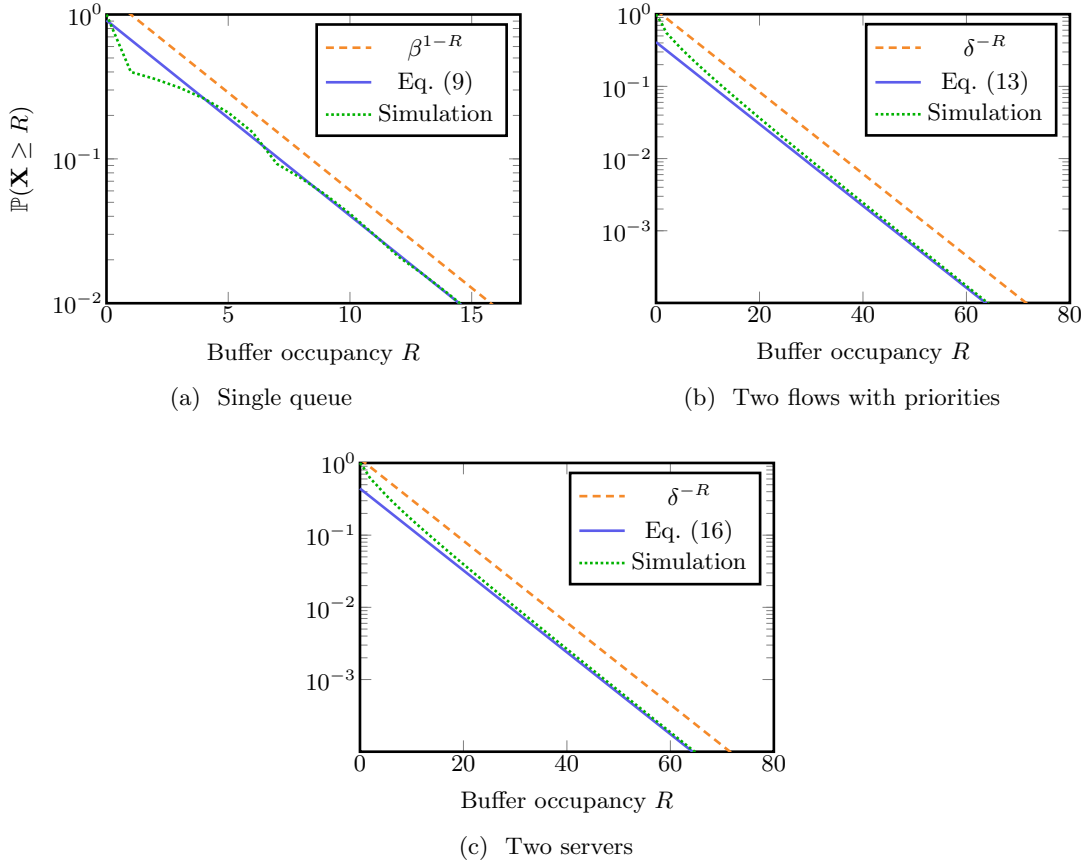 10^0
10^{-1}
10^{-2}
ℙ(𝐗 ≥ R)
β^{1−R}
Eq. (9)
Simulation
0 5 10 15
Buffer occupancy R
(a) Single queue
10^0
10^{-1}
10^{-2}
10^{-3}
δ^{−R}
Eq. (13)
Simulation
0 20 40 60 80
Buffer occupancy R
(b) Two flows with priorities
10^0
10^{-1}
10^{-2}
10^{-3}
δ^{−R}
Eq. (16)
Simulation
0 20 40 60 80
Buffer occupancy R
(c) Two servers